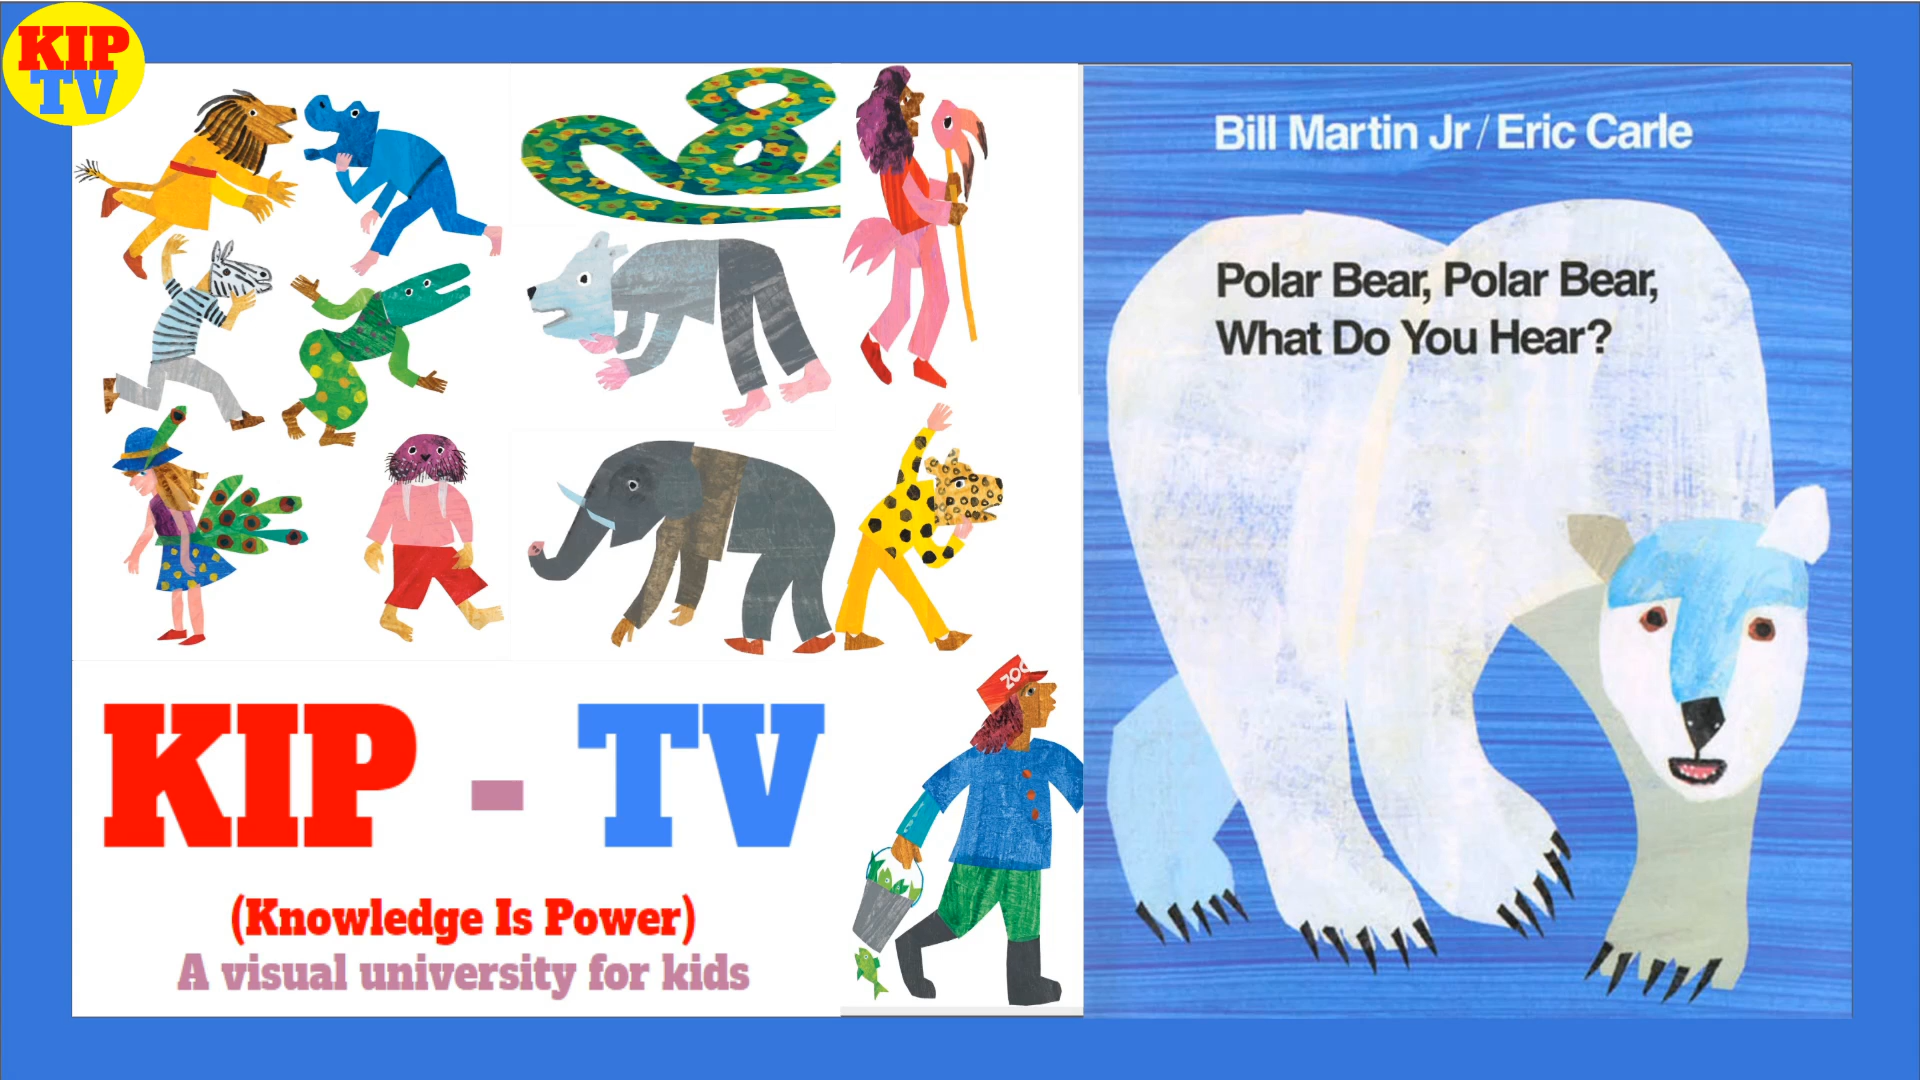 KIP
TV
Bill Martin Jr / Eric Carle
Polar Bear, Polar Bear,
What Do You Hear?
ZOO
KIP - TV
(Knowledge Is Power)
A visual university for kids